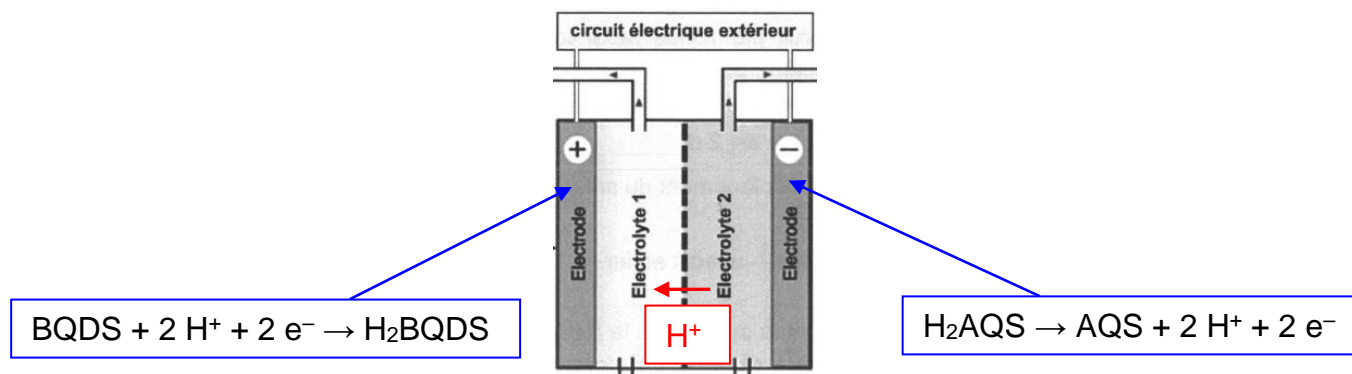 circuit électrique extérieur
+
−
Electrode
Electrolyte 1
Electrolyte 2
Electrode
BQDS + 2 H⁺ + 2 e⁻ → H₂BQDS
H⁺
H₂AQS → AQS + 2 H⁺ + 2 e⁻